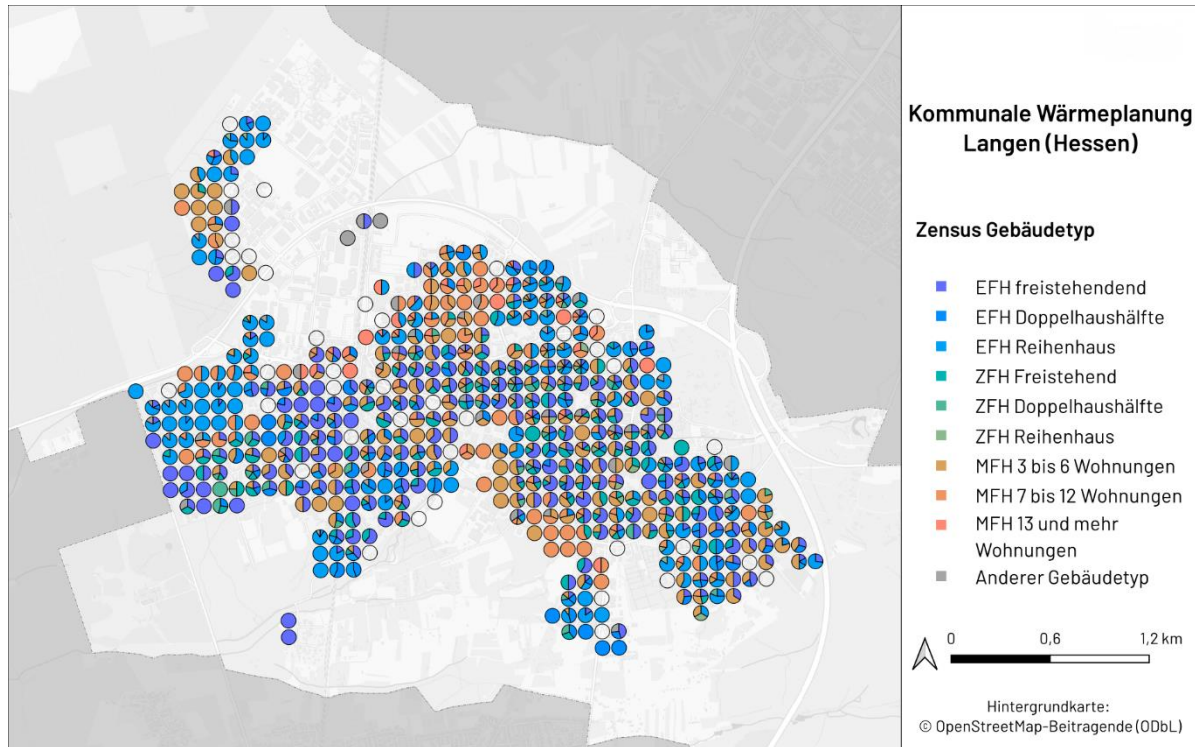 Kommunale Wärmeplanung
Langen (Hessen)
Zensus Gebäudetyp
EFH freistehendend
EFH Doppelhaushälfte
EFH Reihenhaus
ZFH Freistehend
ZFH Doppelhaushälfte
ZFH Reihenhaus
MFH 3 bis 6 Wohnungen
MFH 7 bis 12 Wohnungen
MFH 13 und mehr
Wohnungen
Anderer Gebäudetyp
0 0,6 1,2 km
Hintergrundkarte:
© OpenStreetMap-Beitragende (ODbL)